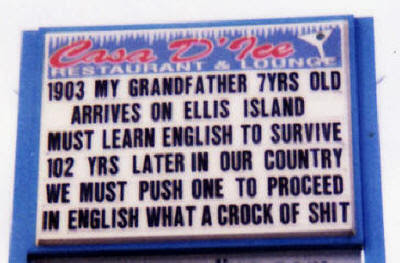 Casa D'Ice
RESTAURANT & LOUNGE
1903 MY GRANDFATHER 7YRS OLD
ARRIVES ON ELLIS ISLAND
MUST LEARN ENGLISH TO SURVIVE
102 YRS LATER IN OUR COUNTRY
WE MUST PUSH ONE TO PROCEED
IN ENGLISH WHAT A CROCK OF SHIT